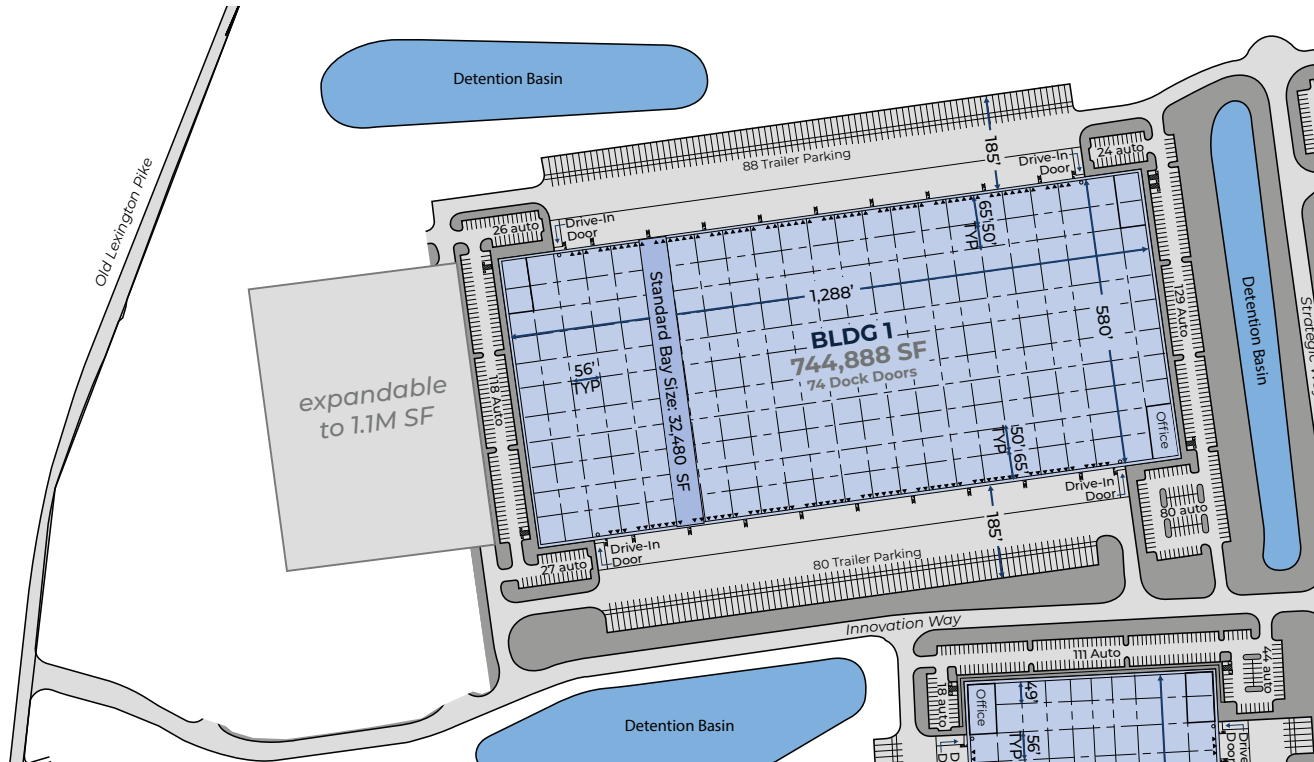 Detention Basin
Old Lexington Pike
88 Trailer Parking
185'
Drive-In
Door
24 auto
26 auto
Drive-In
Door
65'
50'
TYP
1,288'
BLDG 1
744,888 SF
74 Dock Doors
580'
129 Auto
Detention Basin
Standard Bay Size: 32,480 SF
56'
TYP
expandable
to 1.1M SF
118 Auto
50'
65'
TYP
Office
Drive-In
Door
80 auto
185'
80 Trailer Parking
Drive-In
Door
27 auto
Innovation Way
111 Auto
44 auto
18 auto
Office
49'
56'
TYP
Detention Basin